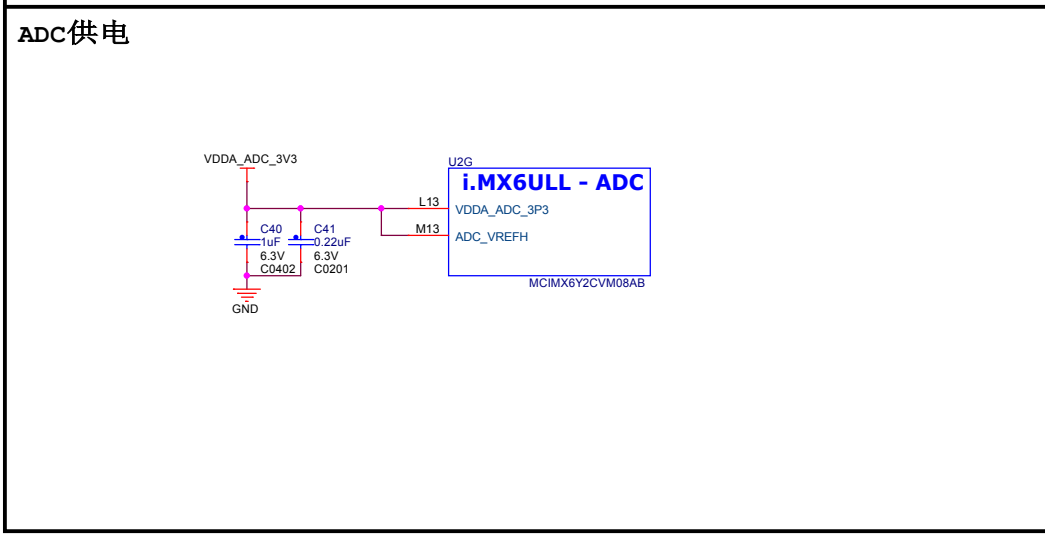 ADC供电
VDDA_ADC_3V3
U2G
i.MX6ULL - ADC
L13
VDDA_ADC_3P3
M13
ADC_VREFH
C40
1uF
6.3V
C0402
C41
0.22uF
6.3V
C0201
MCIMX6Y2CVM08AB
GND